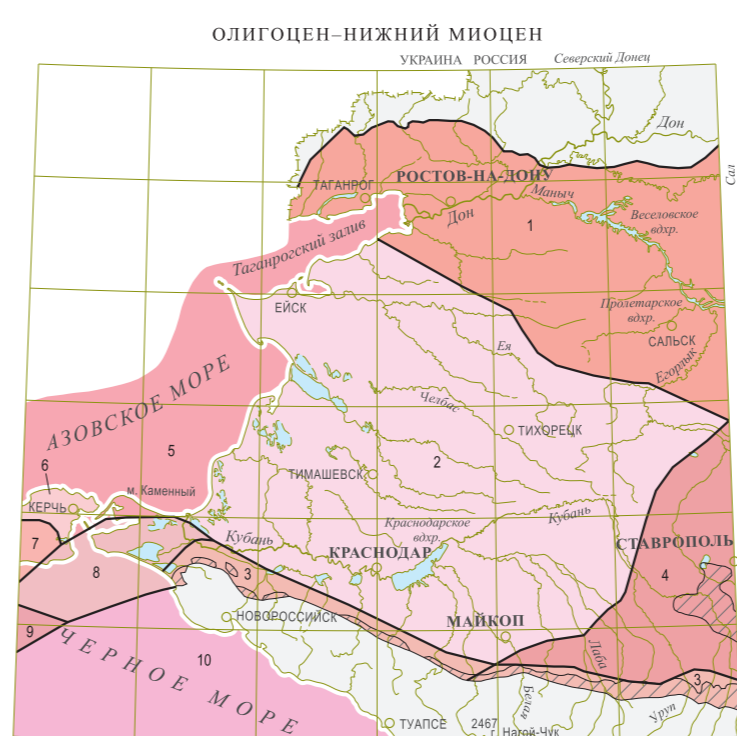 ОЛИГОЦЕН–НИЖНИЙ МИОЦЕН
УКРАИНА РОССИЯ Северский Донец
Дон
Сал
РОСТОВ-НА-ДОНУ
ТАГАНРОГ
Маныч
Дон
1
Веселовское
вдхр.
Таганрогский залив
ЕЙСК
Пролетарское
вдхр.
САЛЬСК
Ея
Егорлык
АЗОВСКОЕ МОРЕ
Челбас
ТИХОРЕЦК
5
2
6
ТИМАШЕВСК
м. Каменный
КЕРЧЬ
Краснодарское
вдхр.
Кубань
Кубань
7
КРАСНОДАР
СТАВРОПОЛЬ
8
3
4
НОВОРОССИЙСК
МАЙКОП
9
ЧЕРНОЕ МОРЕ
10
Лаба
3
Белая
Уруп
ТУАПСЕ
2467
г. Нагой-Чук